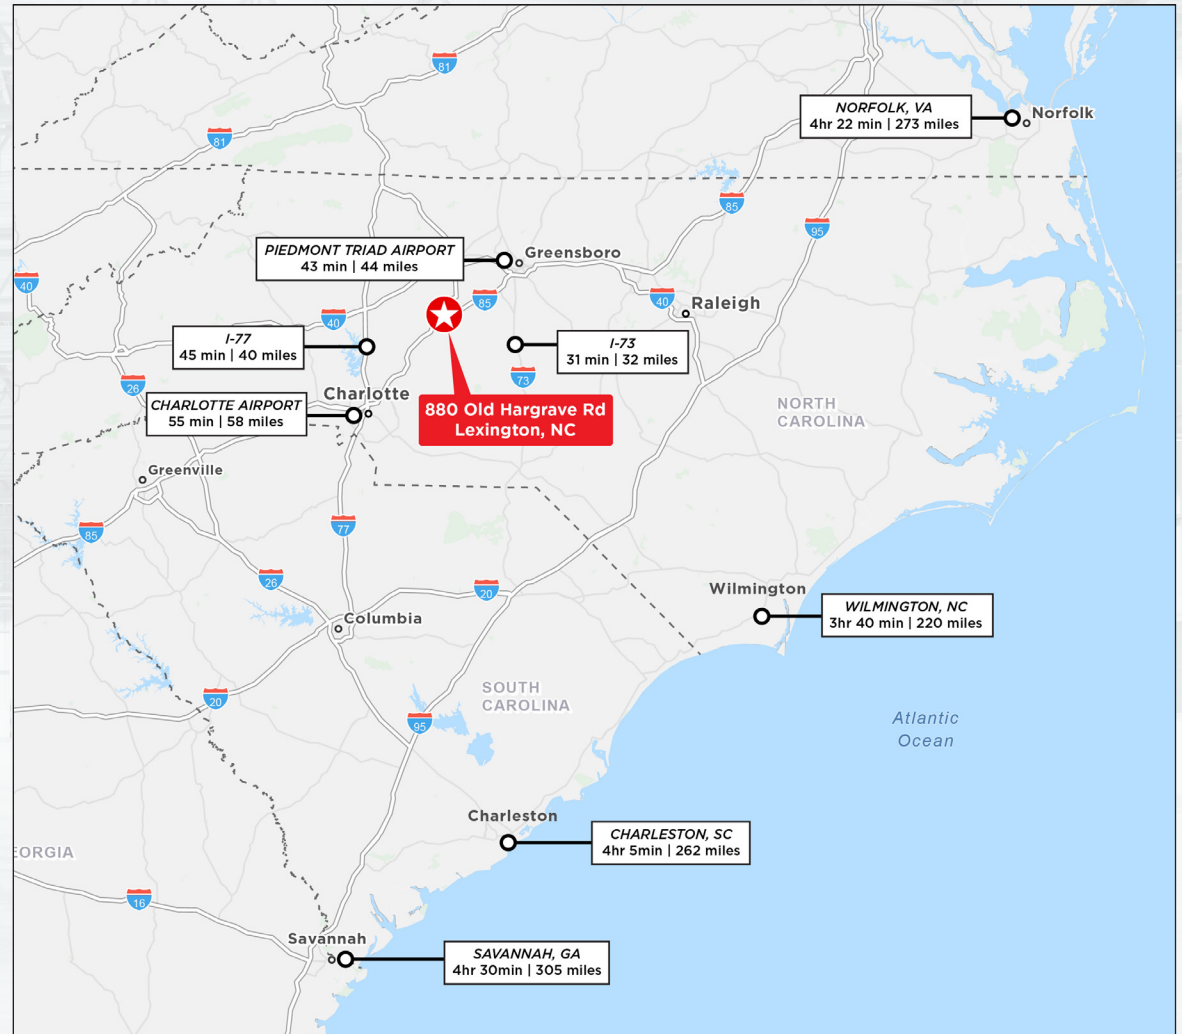 81
NORFOLK, VA
4hr 22 min | 273 miles
Norfolk
81
85
95
PIEDMONT TRIAD AIRPORT
43 min | 44 miles
Greensboro
40
85
40
Raleigh
40
I-77
45 min | 40 miles
I-73
31 min | 32 miles
73
26
Charlotte
CHARLOTTE AIRPORT
55 min | 58 miles
880 Old Hargrave Rd
Lexington, NC
NORTH
CAROLINA
Greenville
85
77
26
20
Wilmington
WILMINGTON, NC
3hr 40 min | 220 miles
Columbia
20
SOUTH
CAROLINA
95
Atlantic
Ocean
Charleston
CHARLESTON, SC
4hr 5min | 262 miles
EORGIA
16
Savannah
SAVANNAH, GA
4hr 30min | 305 miles